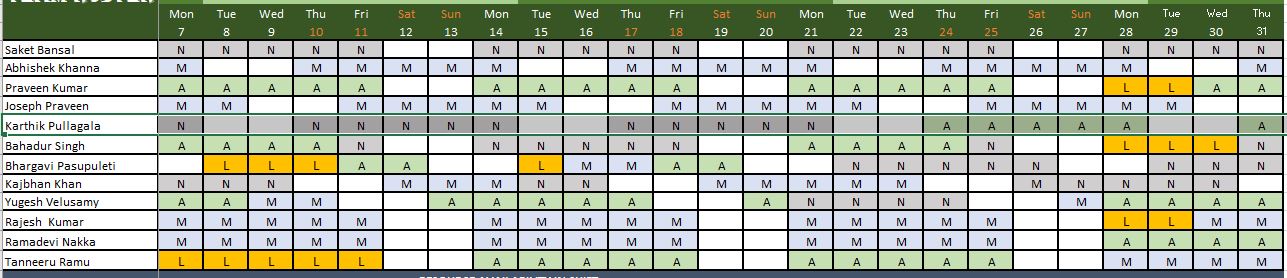 Mon Tue Wed Thu Fri Sat Sun Mon Tue Wed Thu Fri Sat Sun Mon Tue Wed Thu Fri Sat Sun Mon Tue Wed Thu
7 8 9 10 11 12 13 14 15 16 17 18 19 20 21 22 23 24 25 26 27 28 29 30 31
Saket Bansal N N N N N N N N N N N N N N N N N N N
Abhishek Khanna M M M M M M M M M M M M M M M M M
Praveen Kumar A A A A A A A A A A A A A A A L L A A
Joseph Praveen M M M M M M M M M M M M M M M M M
Karthik Pullagala N N N N N N N N N N N A A A A A A
Bahadur Singh A A A A N N N N N N A A A A N L L L N
Bhargavi Pasupuleti L L L A A L M M A A N N N N N N N N
Kajbhan Khan N N N M M M N N M M M M M M N N N N
Yugesh Velusamy A A M M A A A A A A N N N N M A A A A
Rajesh Kumar M M M M M M M M M M M M M M M L L M M
Ramadevi Nakka M M M M M M M M M M M M M M M A A A A
Tanneeru Ramu L L L L L A A A A A A A A A A M M M M